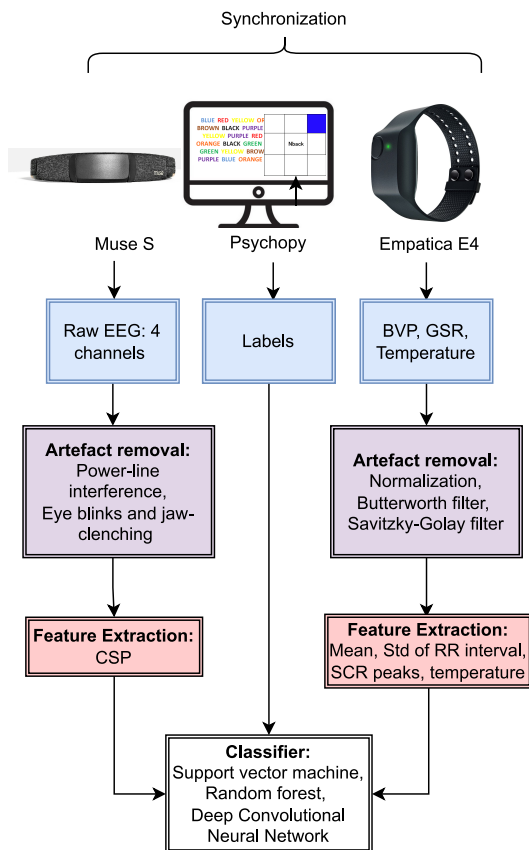 Synchronization
BLUE RED YELLOW OR
BROWN BLACK PURPLE
YELLOW PURPLE RED
ORANGE BLACK GREEN
GREEN YELLOW BROW
PURPLE BLUE ORANGE
Nback
Muse S
Psychopy
Empatica E4
Raw EEG: 4
channels
Labels
BVP, GSR,
Temperature
Artefact removal:
Power-line
interference,
Eye blinks and jaw-
clenching
Artefact removal:
Normalization,
Butterworth filter,
Savitzky-Golay filter
Feature Extraction:
CSP
Feature Extraction:
Mean, Std of RR interval,
SCR peaks, temperature
Classifier:
Support vector machine,
Random forest,
Deep Convolutional
Neural Network